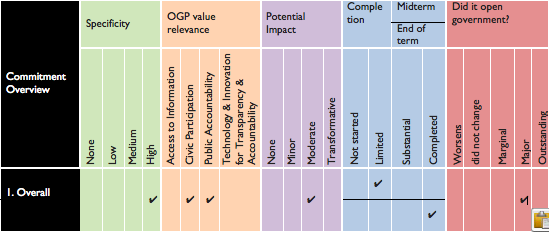 Commitment Overview
Specificity
OGP value relevance
Potential Impact
Comple tion
Midterm
End of term
Did it open government?
None
Low
Medium
High
Access to Information
Civic Participation
Public Accountability
Technology & Innovation for Transparency & Accountability
None
Minor
Moderate
Transformative
Not started
Limited
Substantial
Completed
Worsens
did not change
Marginal
Major
Outstanding
1. Overall ✔ ✔ ✔ ✔ ✔ ✔ ✔